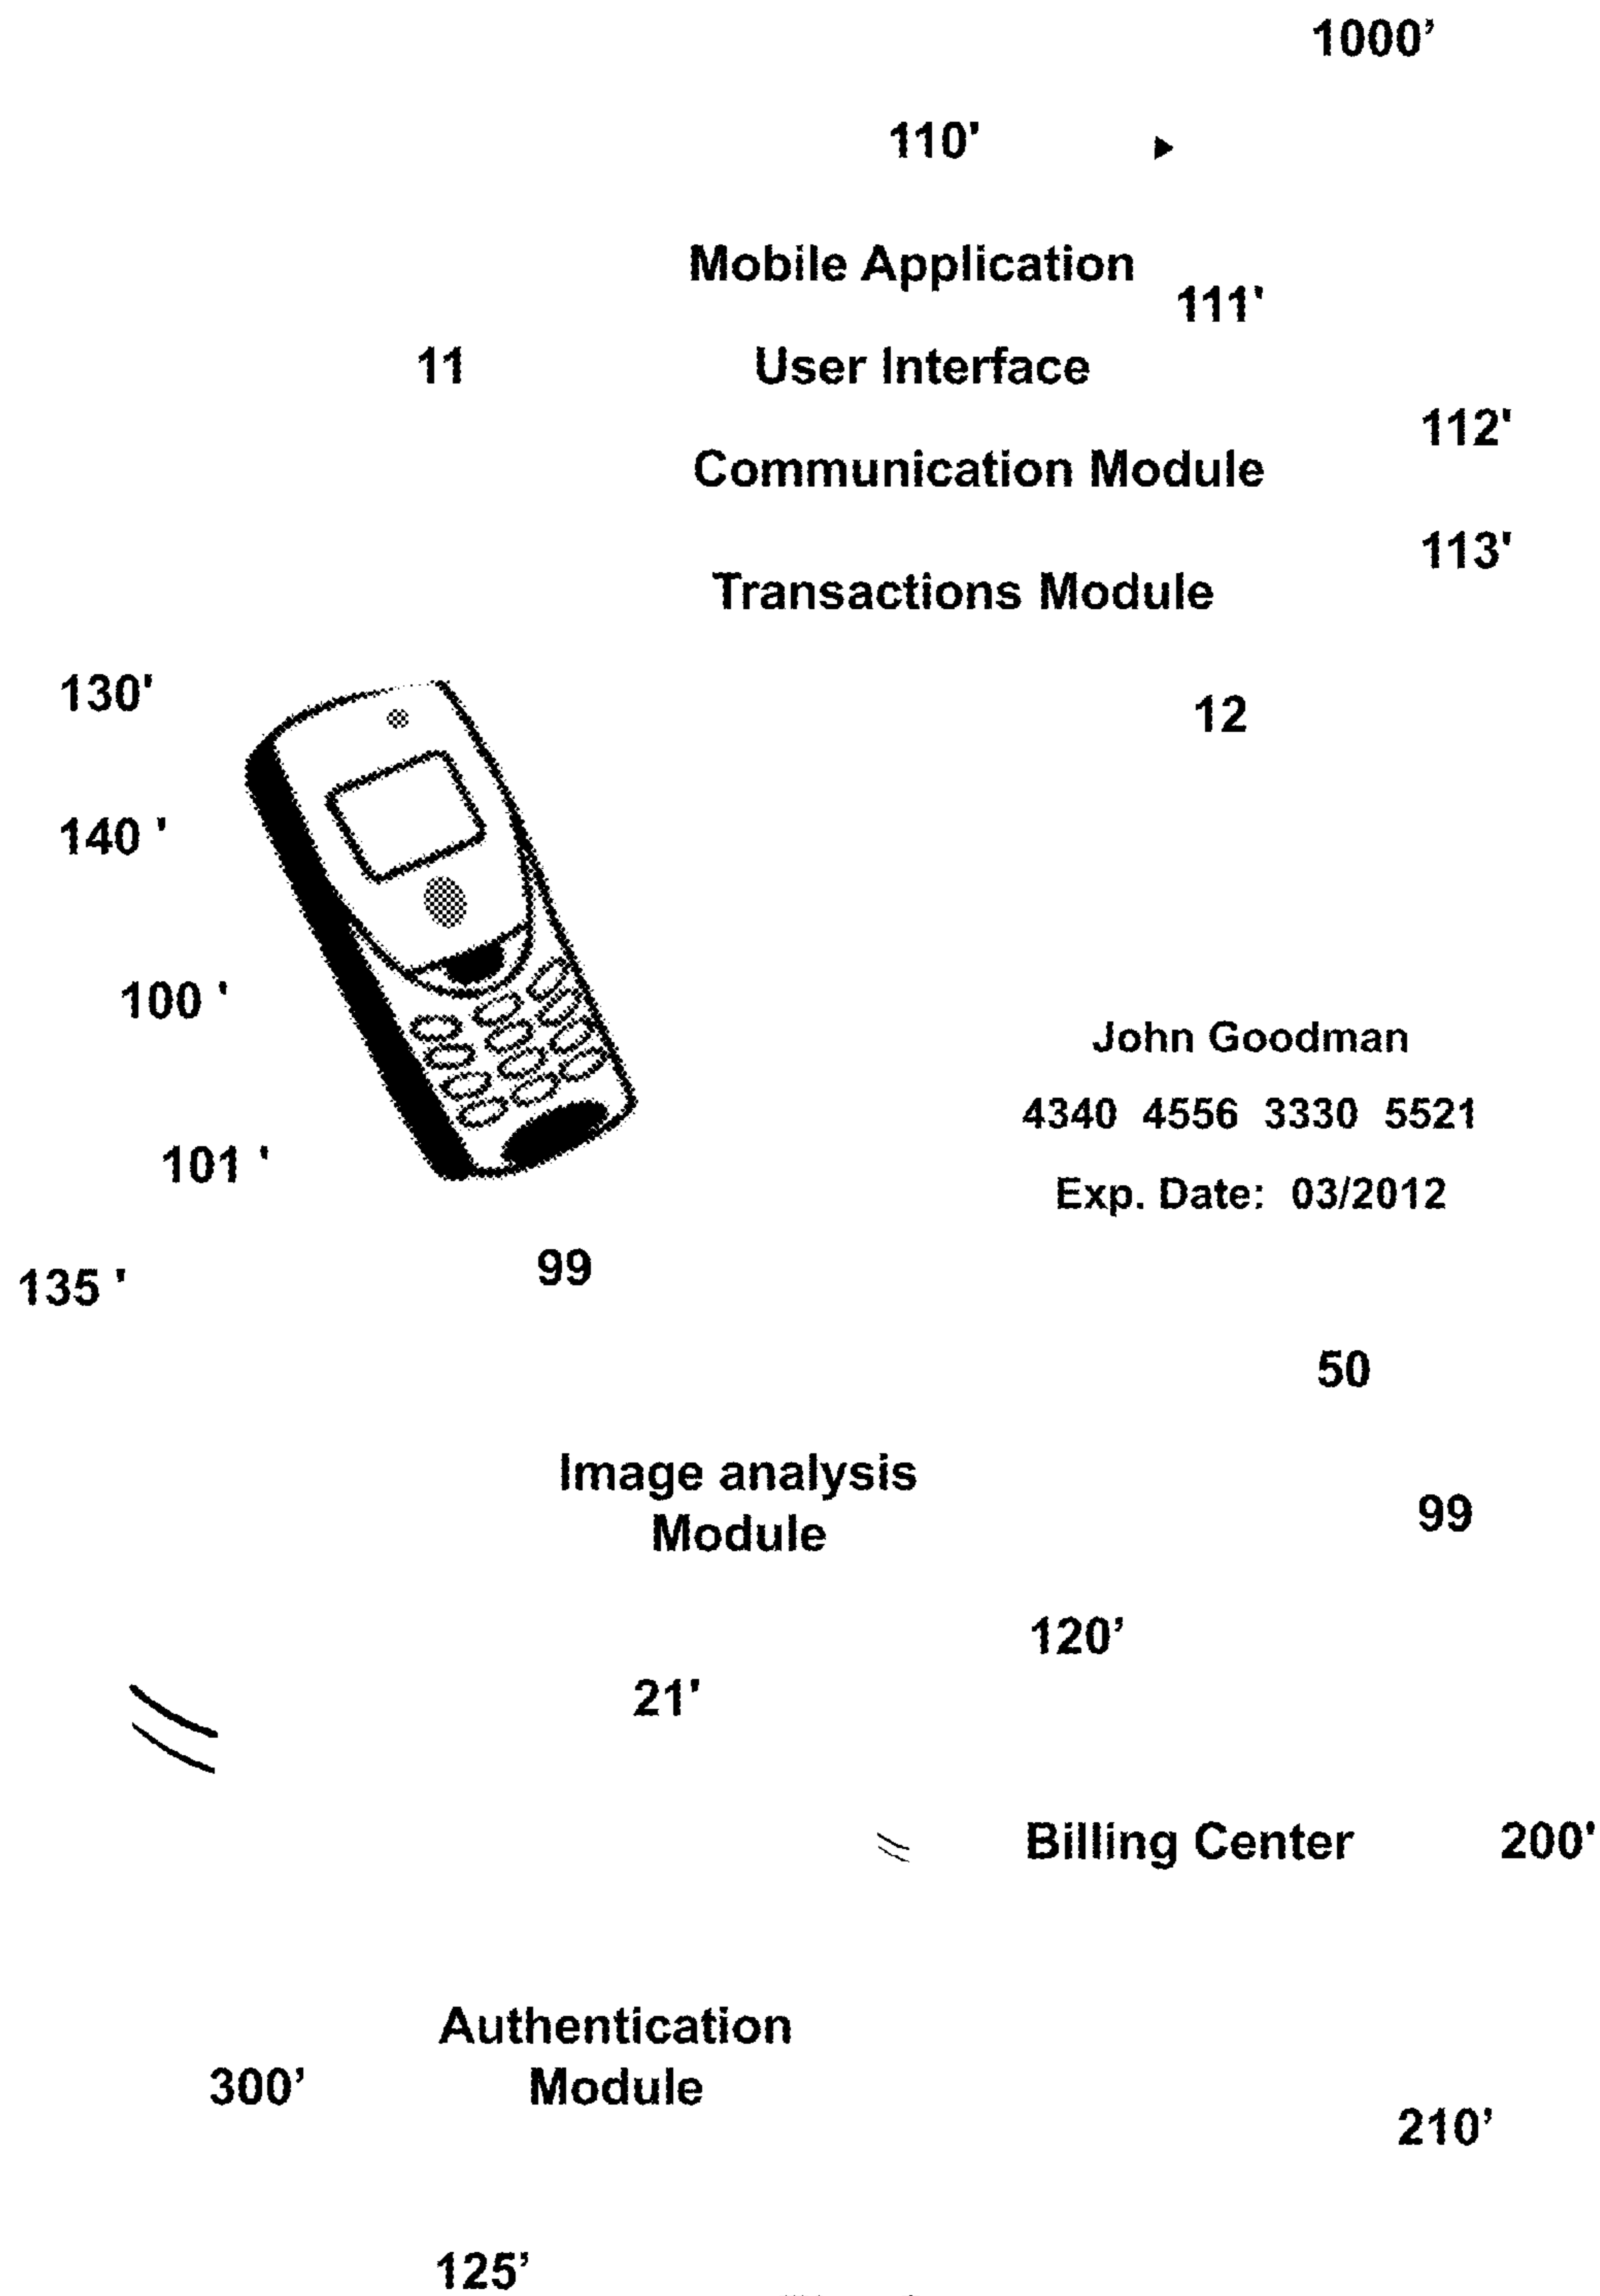 1000’
110'
Mobile Application
111'
11
User Interface
112'
Communication Module
113'
Transactions Module
130'
12
140 '
100 '
John Goodman
4340 4556 3330 5521
101 '
Exp. Date: 03/2012
99
135 '
50
Image analysis
Module
99
120’
21'
Billing Center
200'
Authentication
Module
300’
210’
125’